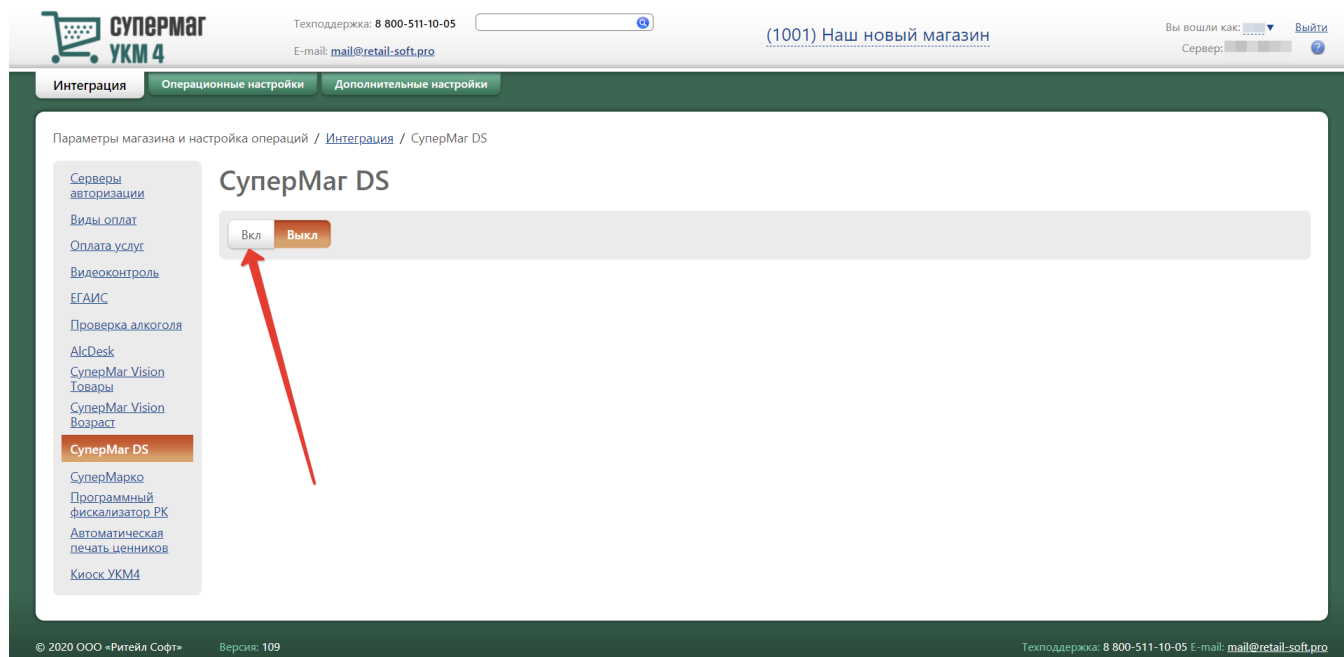 СУПЕРМАГ
УКМ 4
Техподдержка: 8 800-511-10-05
E-mail: mail@retail-soft.pro
(1001) Наш новый магазин
Вы вошли как: ▼ Выйти
Сервер: ?
Интеграция Операционные настройки Дополнительные настройки
Параметры магазина и настройка операций / Интеграция / СуперМаг DS
Серверы
авторизации
Виды оплат
Оплата услуг
Видеоконтроль
ЕГАИС
Проверка алкоголя
AlcDesk
СуперМаг Vision
Товары
СуперМаг Vision
Возраст
СуперМаг DS
СуперМарко
Программный
фискализатор РК
Автоматическая
печать ценников
Киоск УКМ4
СуперМаг DS
Вкл Выкл
© 2020 ООО «Ритейл Софт» Версия: 109
Техподдержка: 8 800-511-10-05 E-mail: mail@retail-soft.pro